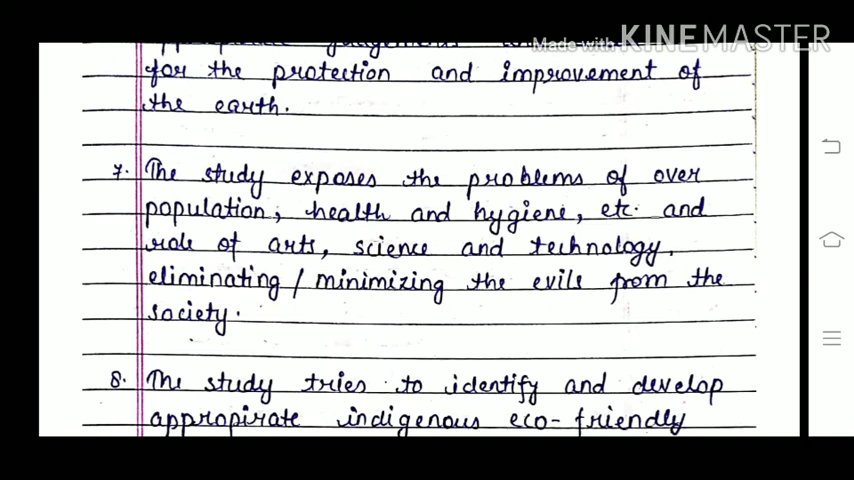 Made with KINEMASTER
for the protection and improvement of
the earth.
7. The study exposes the problems of over
population, health and hygiene, etc. and
role of arts, science and technology.
eliminating / minimizing the evils from the
society.
8. The study tries to identify and develop
appropirate indigenous eco-friendly